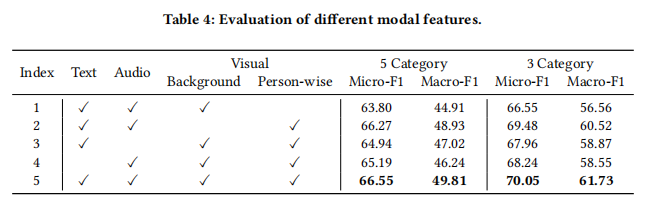 Table 4: Evaluation of different modal features.
Index Text Audio Visual 5 Category 3 Category
Background Person-wise Micro-F1 Macro-F1 Micro-F1 Macro-F1
1 ✓ ✓ ✓ 63.80 44.91 66.55 56.56
2 ✓ ✓ ✓ 66.27 48.93 69.48 60.52
3 ✓ ✓ ✓ 64.94 47.02 67.96 58.87
4 ✓ ✓ ✓ 65.19 46.24 68.24 58.55
5 ✓ ✓ ✓ ✓ 66.55 49.81 70.05 61.73